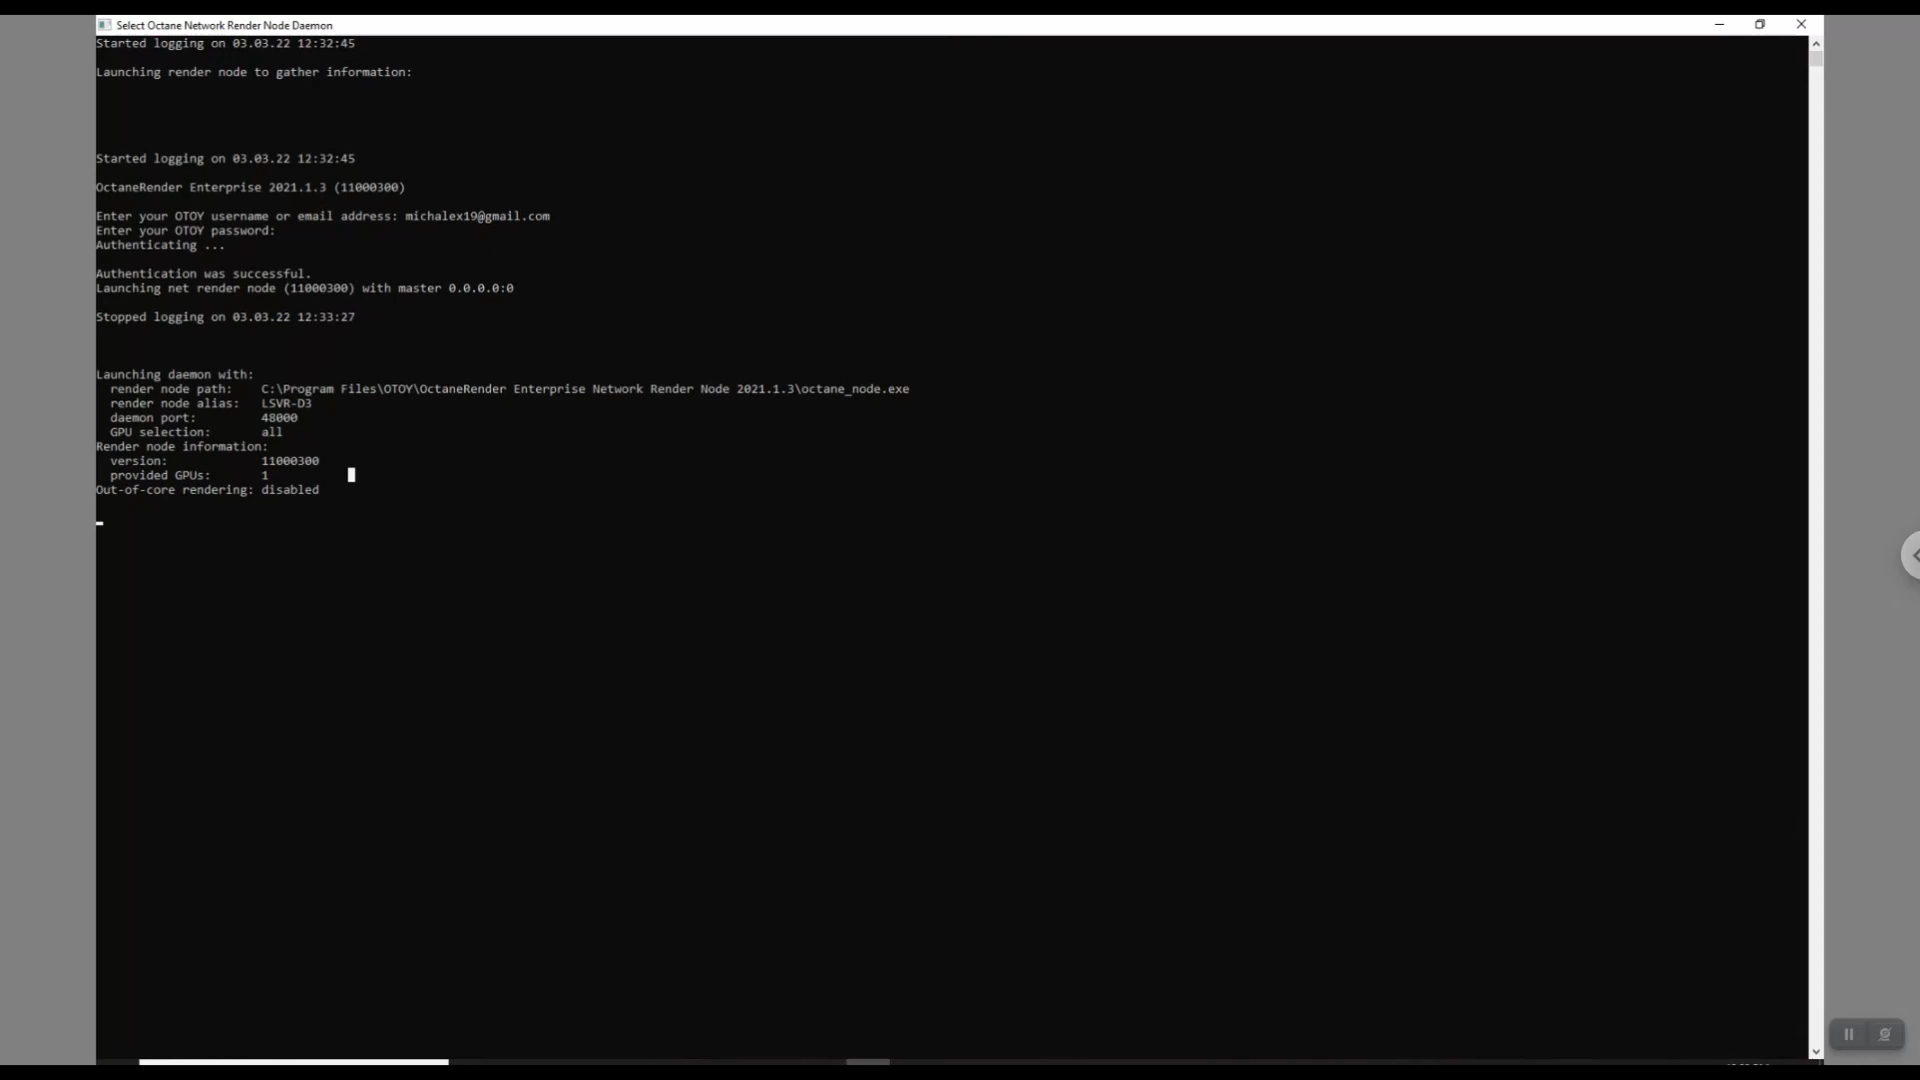 Select Octane Network Render Node Daemon
Started logging on 03.03.22 12:32:45
Launching render node to gather information:
Started logging on 03.03.22 12:32:45
OctaneRender Enterprise 2021.1.3 (11000300)
Enter your OTOY username or email address: michalex19@gmail.com
Enter your OTOY password:
Authenticating ...
Authentication was successful.
Launching net render node (11000300) with master 0.0.0.0:0
Stopped logging on 03.03.22 12:33:27
Launching daemon with:
render node path: C:\Program Files\OTOY\OctaneRender Enterprise Network Render Node 2021.1.3\octane_node.exe
render node alias: LSVR-D3
daemon port: 48000
GPU selection: all
Render node information:
version: 11000300
provided GPUs: 1
Out-of-core rendering: disabled